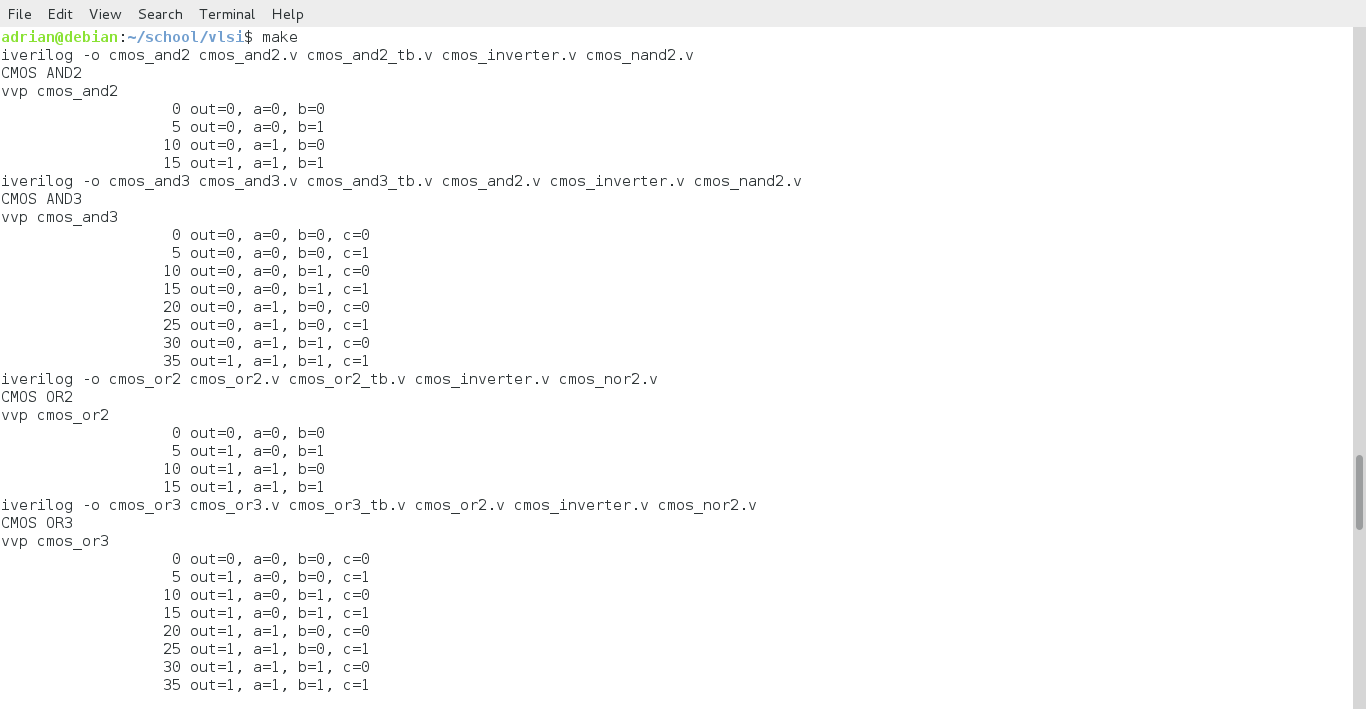 File Edit View Search Terminal Help
adrian@debian:~/school/vlsi$ make
iverilog -o cmos_and2 cmos_and2.v cmos_and2_tb.v cmos_inverter.v cmos_nand2.v
CMOS AND2
vvp cmos_and2
                   0 out=0, a=0, b=0
                   5 out=0, a=0, b=1
                  10 out=0, a=1, b=0
                  15 out=1, a=1, b=1
iverilog -o cmos_and3 cmos_and3.v cmos_and3_tb.v cmos_and2.v cmos_inverter.v cmos_nand2.v
CMOS AND3
vvp cmos_and3
                   0 out=0, a=0, b=0, c=0
                   5 out=0, a=0, b=0, c=1
                  10 out=0, a=0, b=1, c=0
                  15 out=0, a=0, b=1, c=1
                  20 out=0, a=1, b=0, c=0
                  25 out=0, a=1, b=0, c=1
                  30 out=0, a=1, b=1, c=0
                  35 out=1, a=1, b=1, c=1
iverilog -o cmos_or2 cmos_or2.v cmos_or2_tb.v cmos_inverter.v cmos_nor2.v
CMOS OR2
vvp cmos_or2
                   0 out=0, a=0, b=0
                   5 out=1, a=0, b=1
                  10 out=1, a=1, b=0
                  15 out=1, a=1, b=1
iverilog -o cmos_or3 cmos_or3.v cmos_or3_tb.v cmos_or2.v cmos_inverter.v cmos_nor2.v
CMOS OR3
vvp cmos_or3
                   0 out=0, a=0, b=0, c=0
                   5 out=1, a=0, b=0, c=1
                  10 out=1, a=0, b=1, c=0
                  15 out=1, a=0, b=1, c=1
                  20 out=1, a=1, b=0, c=0
                  25 out=1, a=1, b=0, c=1
                  30 out=1, a=1, b=1, c=0
                  35 out=1, a=1, b=1, c=1